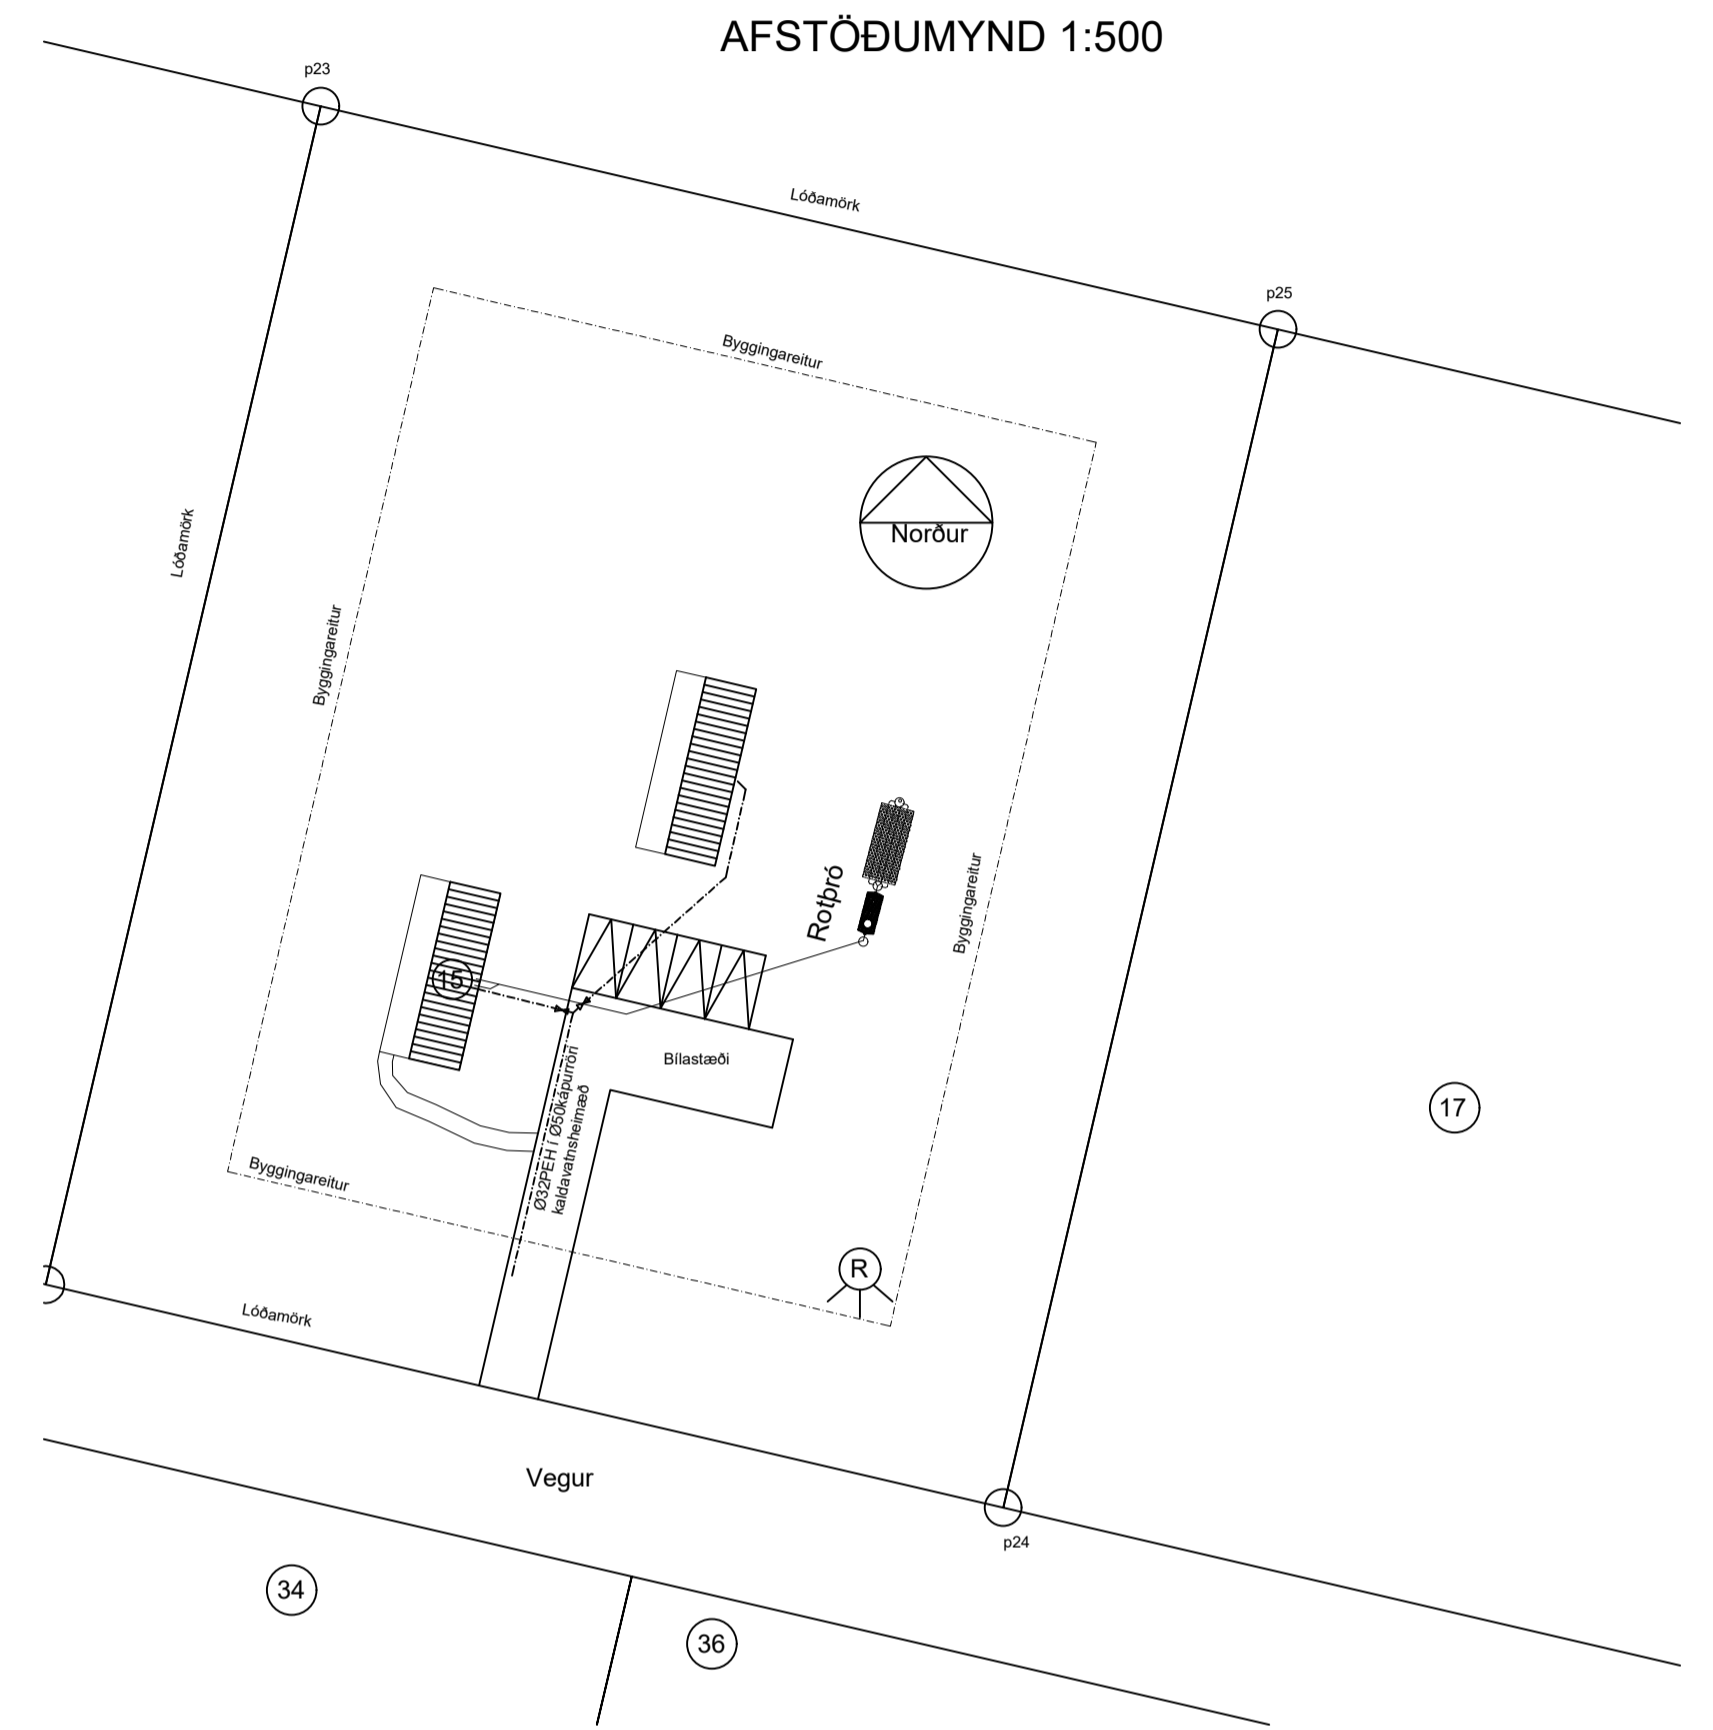 AFSTÖÐUMYND 1:500
p23
Lóðamörk
p25
Byggingareitur
Norður
Lóðamörk
Byggingareitur
Rotþró
Byggingareitur
15
Bílastæði
Ø32PEH í Ø50kápurröri
kaldavatnsheimæð
17
Byggingareitur
R
Lóðamörk
Vegur
p24
34
36